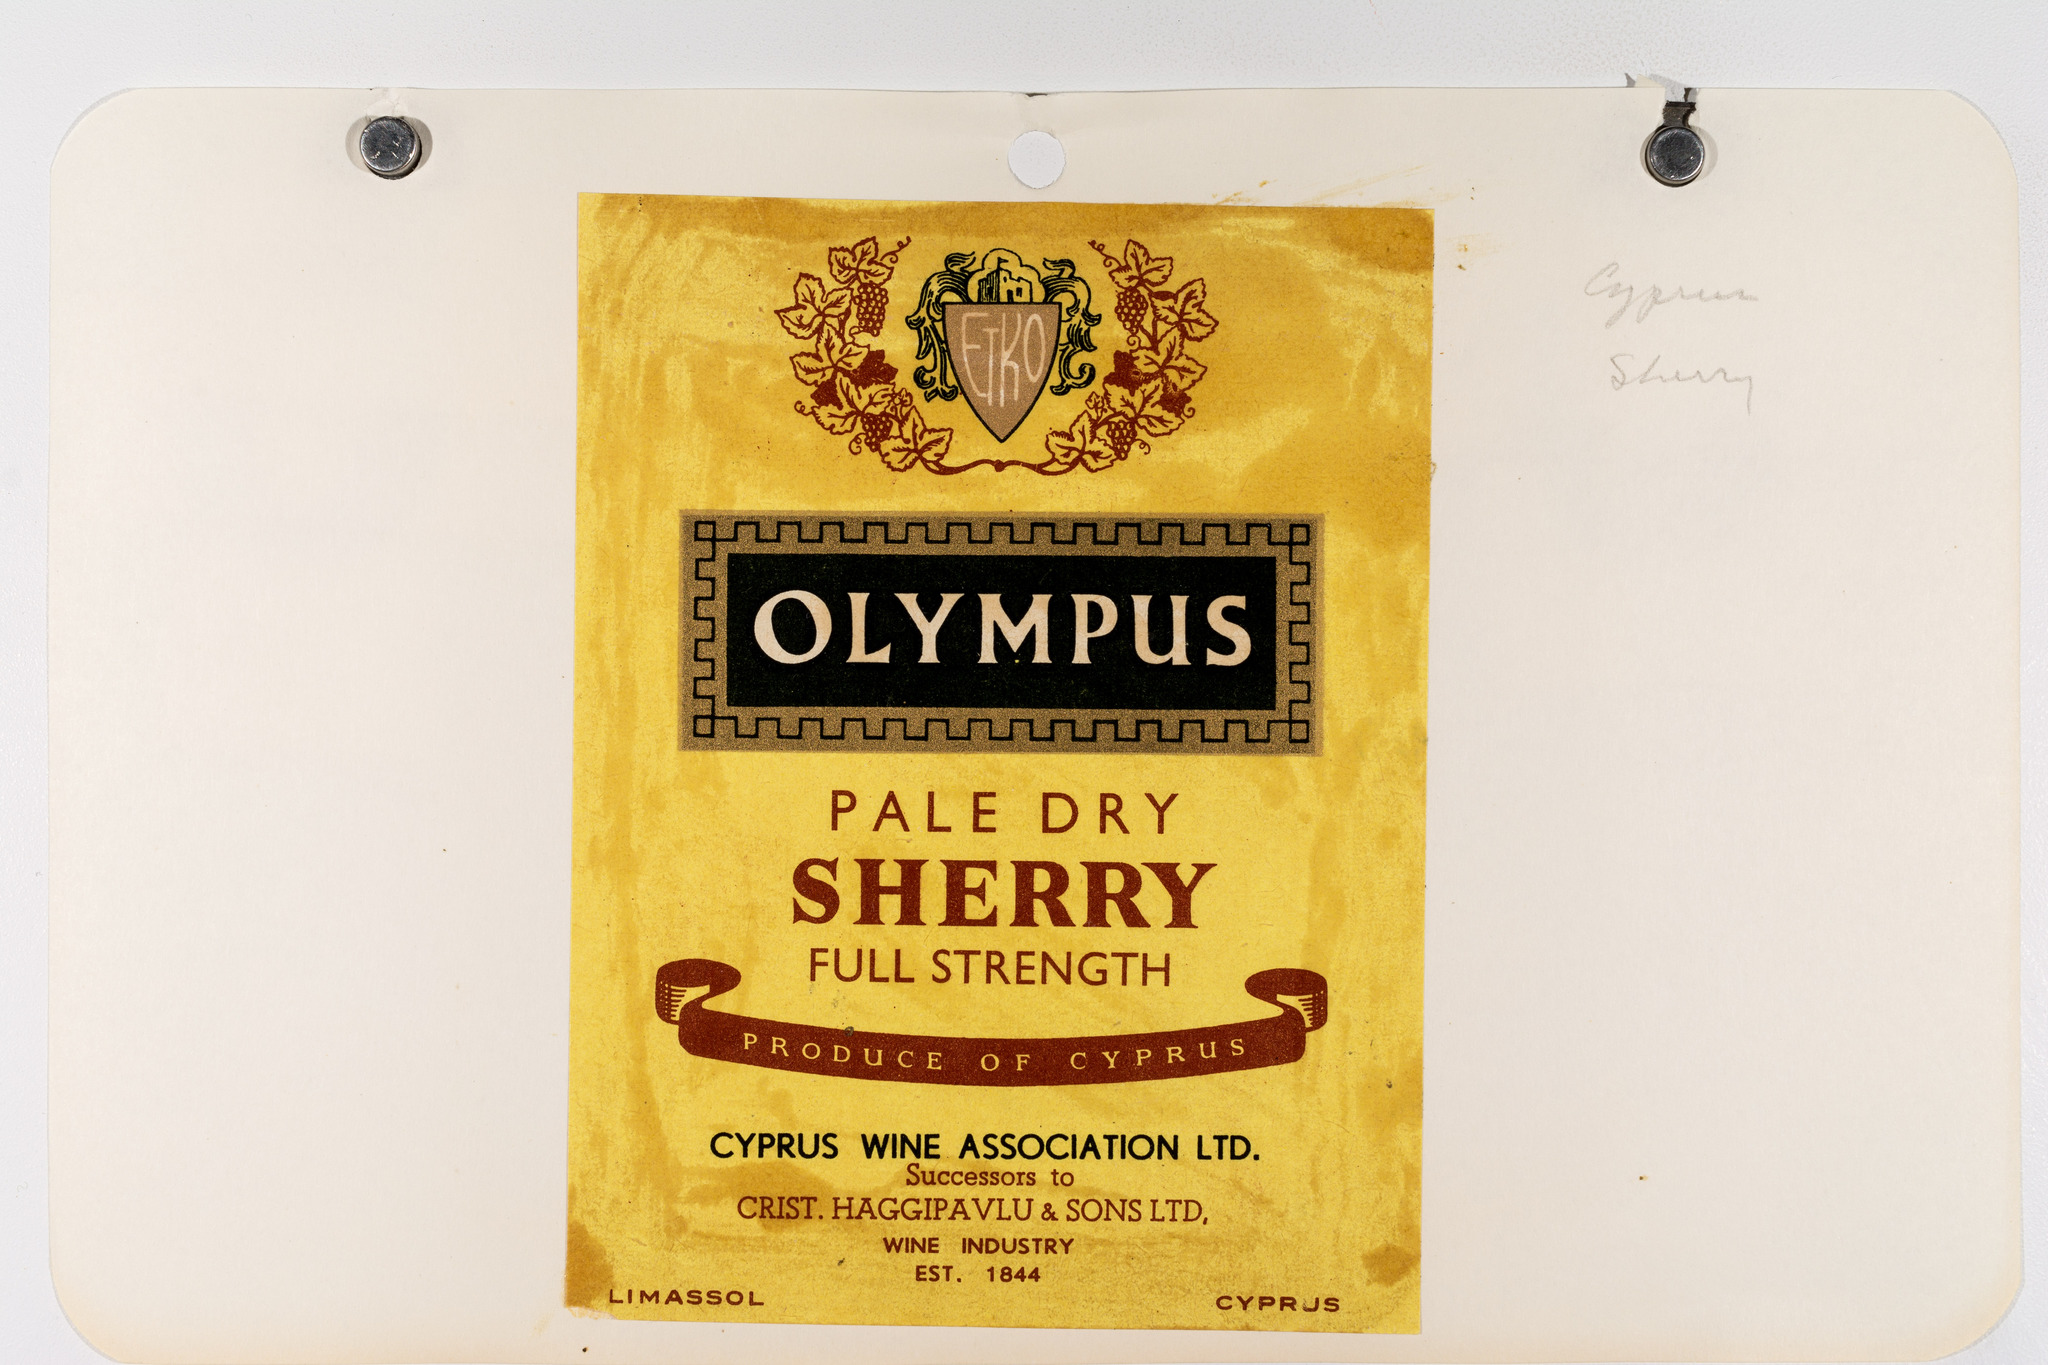 ETKO
OLYMPUS
PALE DRY
SHERRY
FULL STRENGTH
PRODUCE OF CYPRUS
CYPRUS WINE ASSOCIATION LTD.
Successors to
CRIST. HAGGIPAVLU & SONS LTD,
WINE INDUSTRY
EST. 1844
LIMASSOL CYPRUS
Cyprus
Sherry